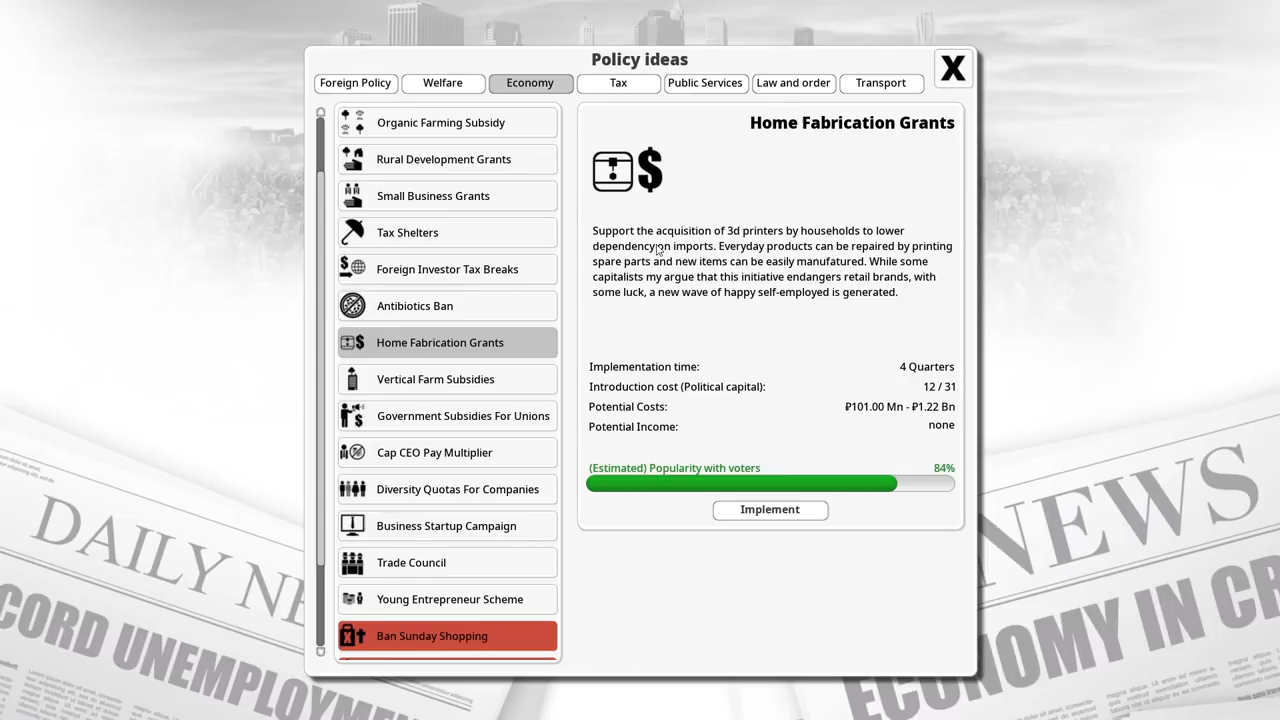 Policy ideas
X
Foreign Policy
Welfare
Economy
Tax
Public Services
Law and order
Transport
Organic Farming Subsidy
Rural Development Grants
Small Business Grants
Tax Shelters
Foreign Investor Tax Breaks
Antibiotics Ban
Home Fabrication Grants
Vertical Farm Subsidies
Government Subsidies For Unions
Cap CEO Pay Multiplier
Diversity Quotas For Companies
Business Startup Campaign
Trade Council
Young Entrepreneur Scheme
Ban Sunday Shopping
Home Fabrication Grants
Support the acquisition of 3d printers by households to lower
dependency on imports. Everyday products can be repaired by printing
spare parts and new items can be easily manufatured. While some
capitalists my argue that this initiative endangers retail brands, with
some luck, a new wave of happy self-employed is generated.
Implementation time: 4 Quarters
Introduction cost (Political capital): 12 / 31
Potential Costs: ₽101.00 Mn - ₽1.22 Bn
Potential Income: none
(Estimated) Popularity with voters 84%
Implement
DAILY NE
CORD UNEMPLOYM
NEWS
ECONOMY IN CR